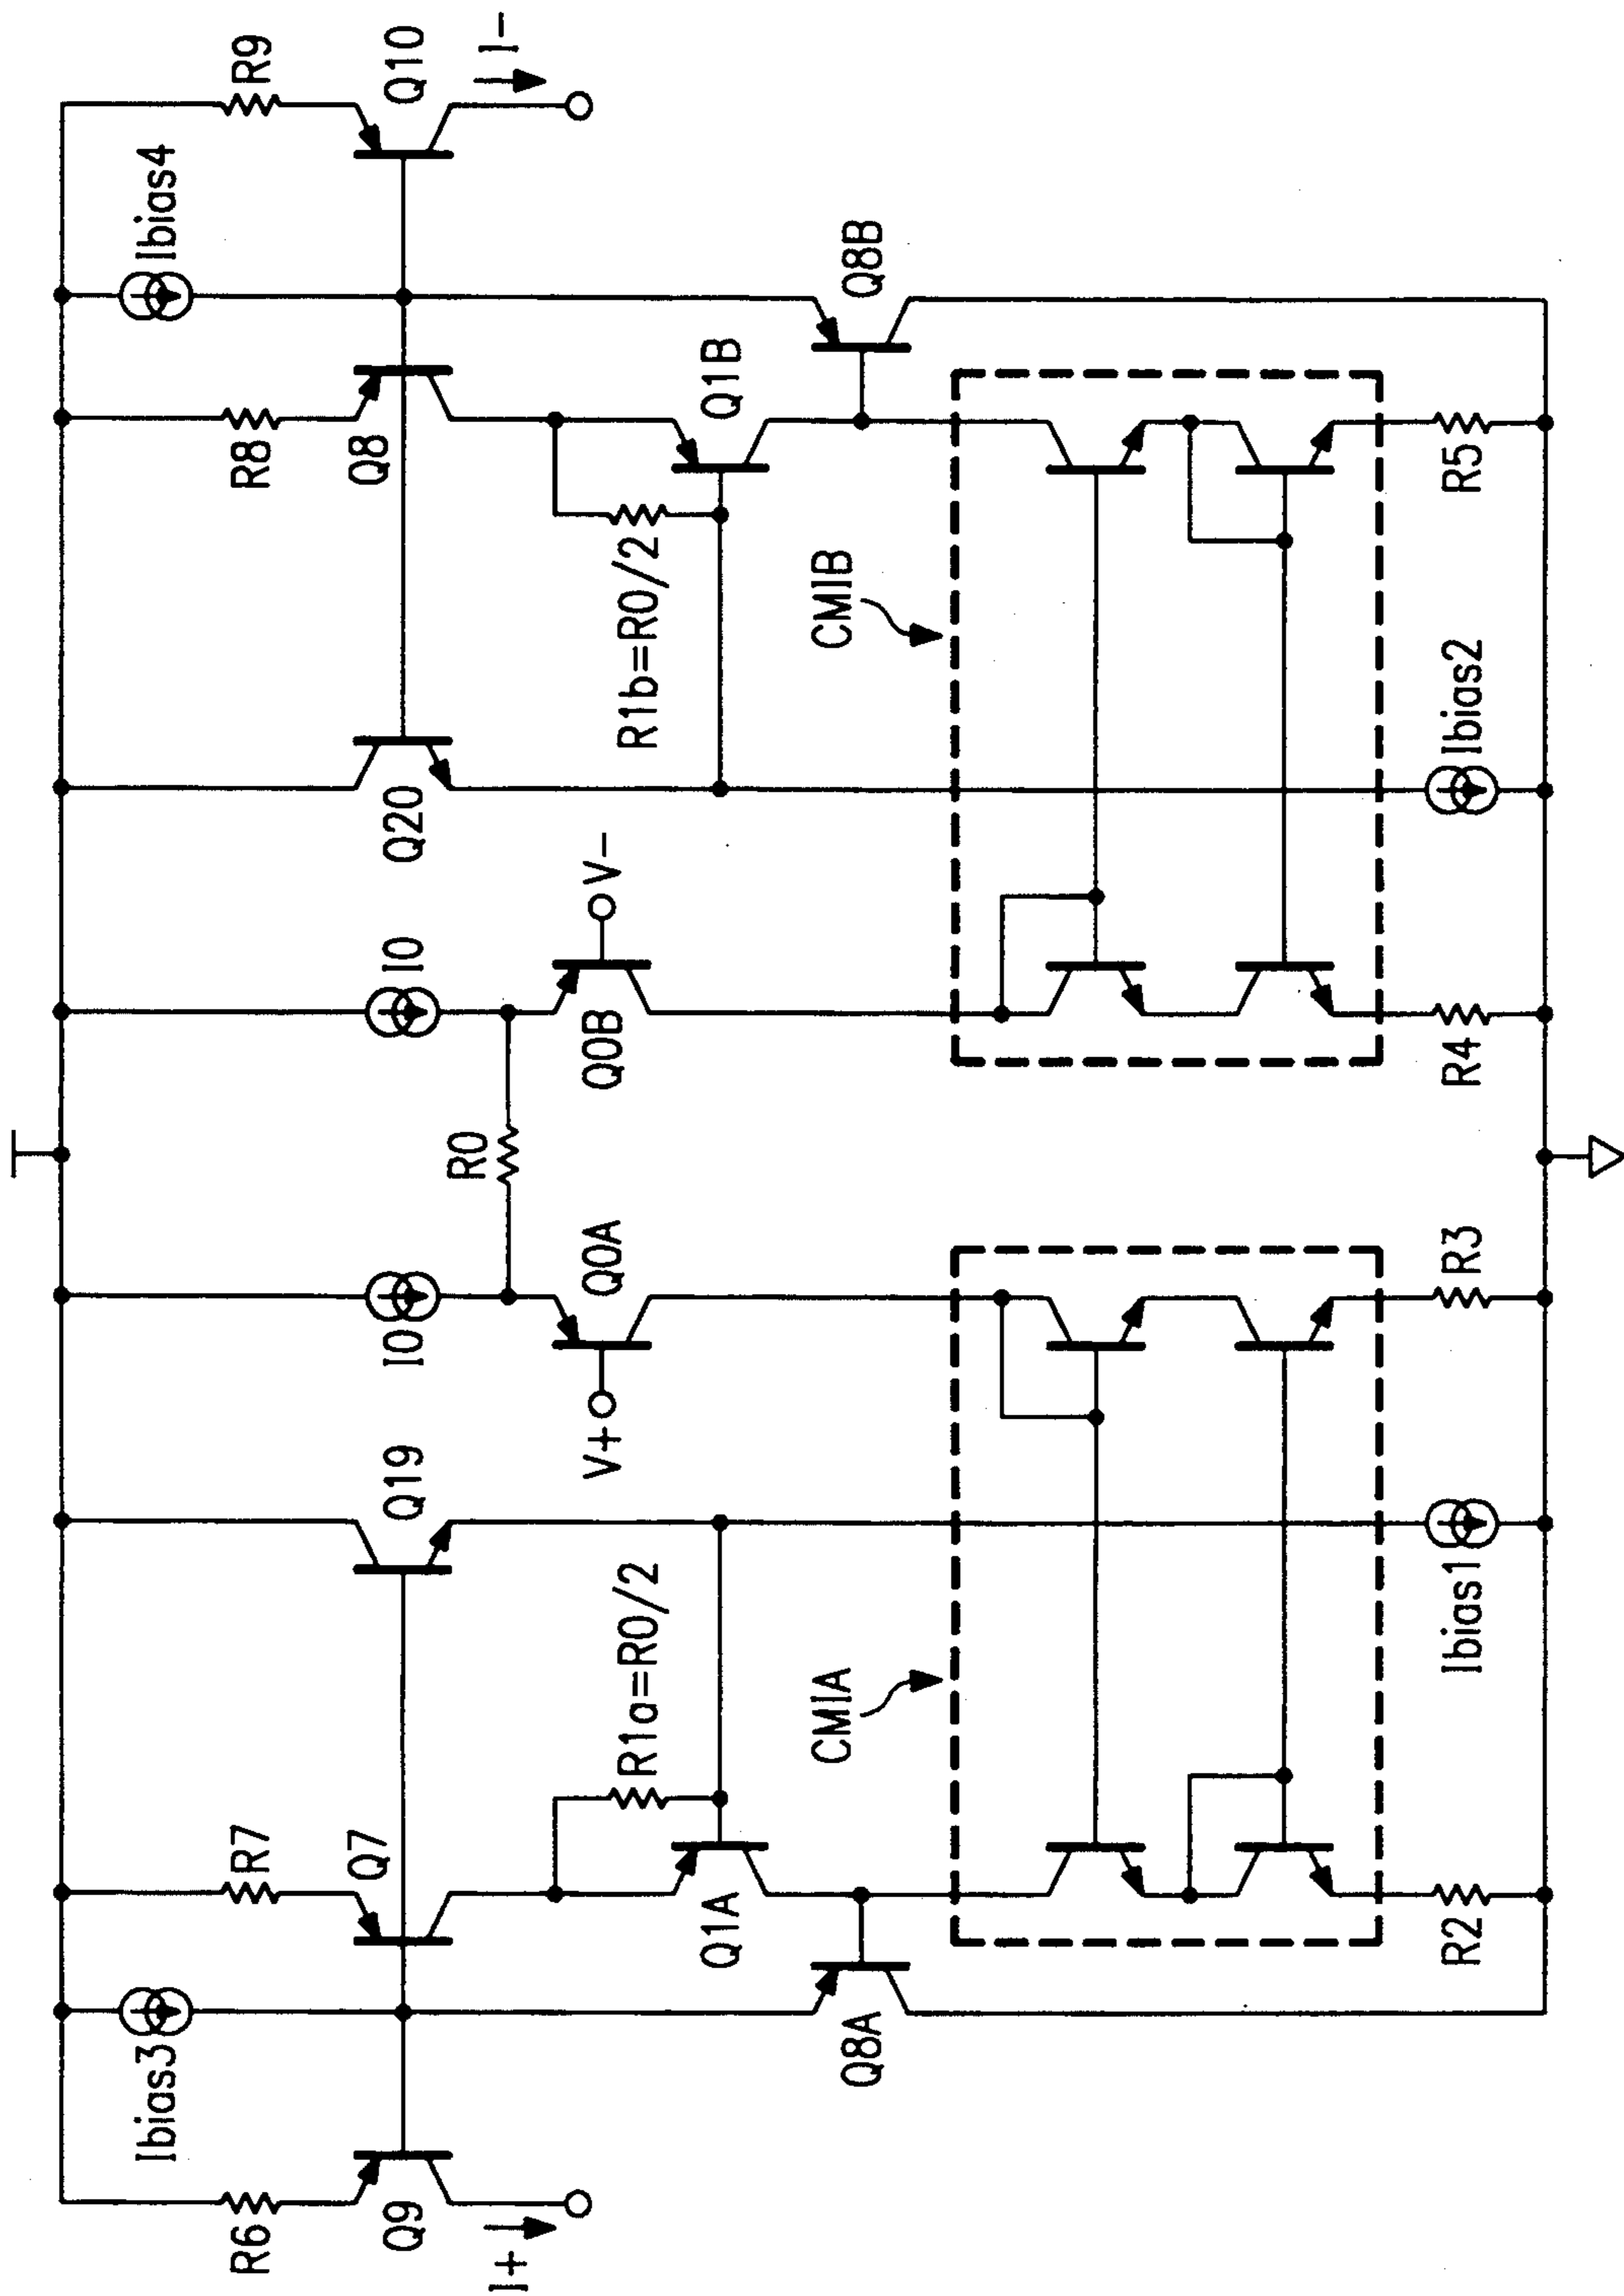 Ibias3
Ibias4
R6
R7
R8
R9
Q7
Q8
Q9
Q19
I0
I0
Q20
Q10
R0
I+
I-
V+
Q0A
Q0B
V-
R1a=R0/2
R1b=R0/2
Q1A
Q1B
CMIA
CMIB
Q8A
Q8B
R2
Ibias1
R3
R4
Ibias2
R5